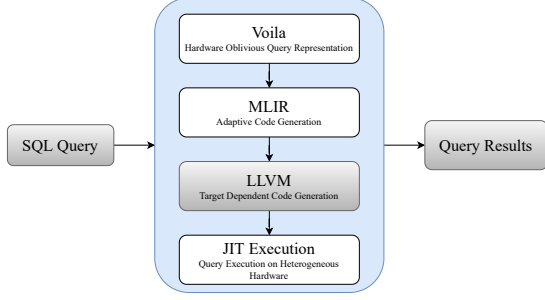 Voila
Hardware Oblivious Query Representation
MLIR
Adaptive Code Generation
SQL Query
Query Results
LLVM
Target Dependent Code Generation
JIT Execution
Query Execution on Heterogeneous
Hardware